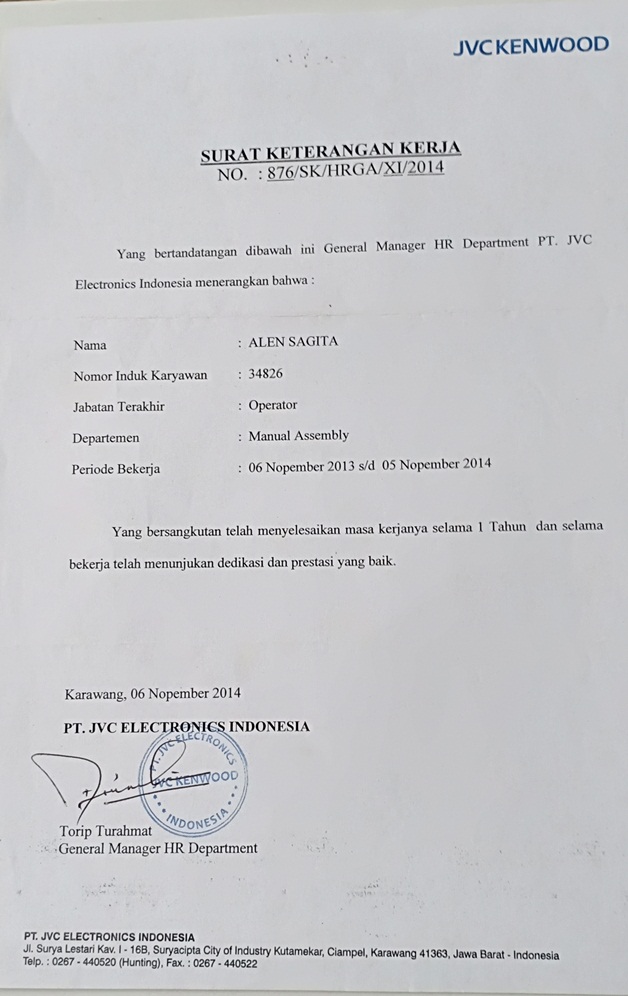 JVCKENWOOD
SURAT KETERANGAN KERJA
NO. : 876/SK/HRGA/XI/2014
Yang bertandatangan dibawah ini General Manager HR Department PT. JVC
Electronics Indonesia menerangkan bahwa :
Nama : ALEN SAGITA
Nomor Induk Karyawan : 34826
Jabatan Terakhir : Operator
Departemen : Manual Assembly
Periode Bekerja : 06 Nopember 2013 s/d 05 Nopember 2014
Yang bersangkutan telah menyelesaikan masa kerjanya selama 1 Tahun dan selama
bekerja telah menunjukan dedikasi dan prestasi yang baik.
Karawang, 06 Nopember 2014
PT. JVC ELECTRONICS INDONESIA
PT. JVC ELECTRONICS
JVC KENWOOD
INDONESIA
Torip Turahmat
General Manager HR Department
PT. JVC ELECTRONICS INDONESIA
Jl. Surya Lestari Kav. I - 16B, Suryacipta City of Industry Kutamekar, Ciampel, Karawang 41363, Jawa Barat - Indonesia
Telp. : 0267 - 440520 (Hunting), Fax. : 0267 - 440522